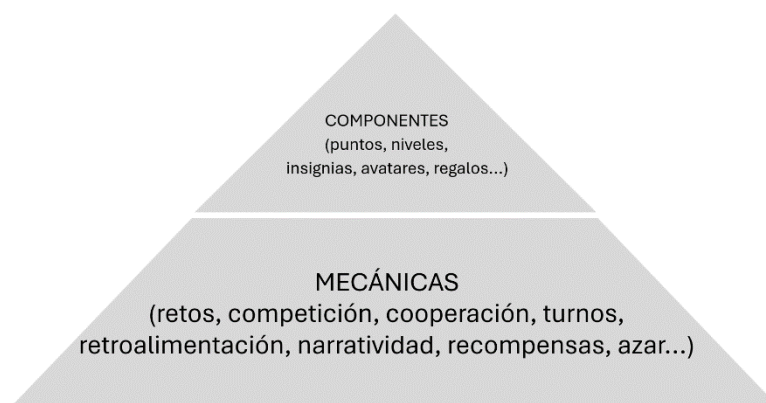 COMPONENTES
(puntos, niveles,
insignias, avatares, regalos...)
MECÁNICAS
(retos, competición, cooperación, turnos,
retroalimentación, narratividad, recompensas, azar...)